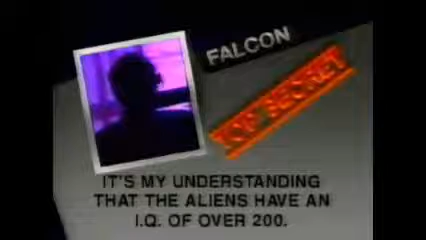 FALCON
TOP SECRET
IT'S MY UNDERSTANDING
THAT THE ALIENS HAVE AN
I.Q. OF OVER 200.